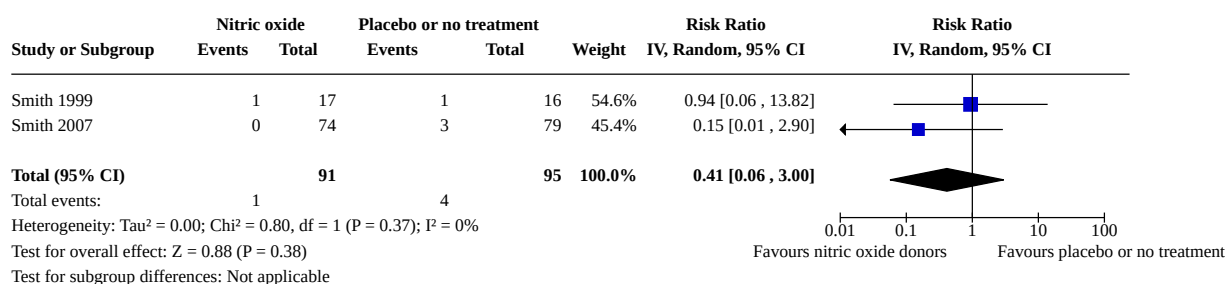 Nitric oxide Placebo or no treatment Risk Ratio Risk Ratio
Study or Subgroup Events Total Events Total Weight IV, Random, 95% CI IV, Random, 95% CI
Smith 1999 1 17 1 16 54.6% 0.94 [0.06 , 13.82]
Smith 2007 0 74 3 79 45.4% 0.15 [0.01 , 2.90]
Total (95% CI) 91 95 100.0% 0.41 [0.06 , 3.00]
Total events: 1 4
Heterogeneity: Tau² = 0.00; Chi² = 0.80, df = 1 (P = 0.37); I² = 0% 0.01 0.1 1 10 100
Test for overall effect: Z = 0.88 (P = 0.38) Favours nitric oxide donors Favours placebo or no treatment
Test for subgroup differences: Not applicable